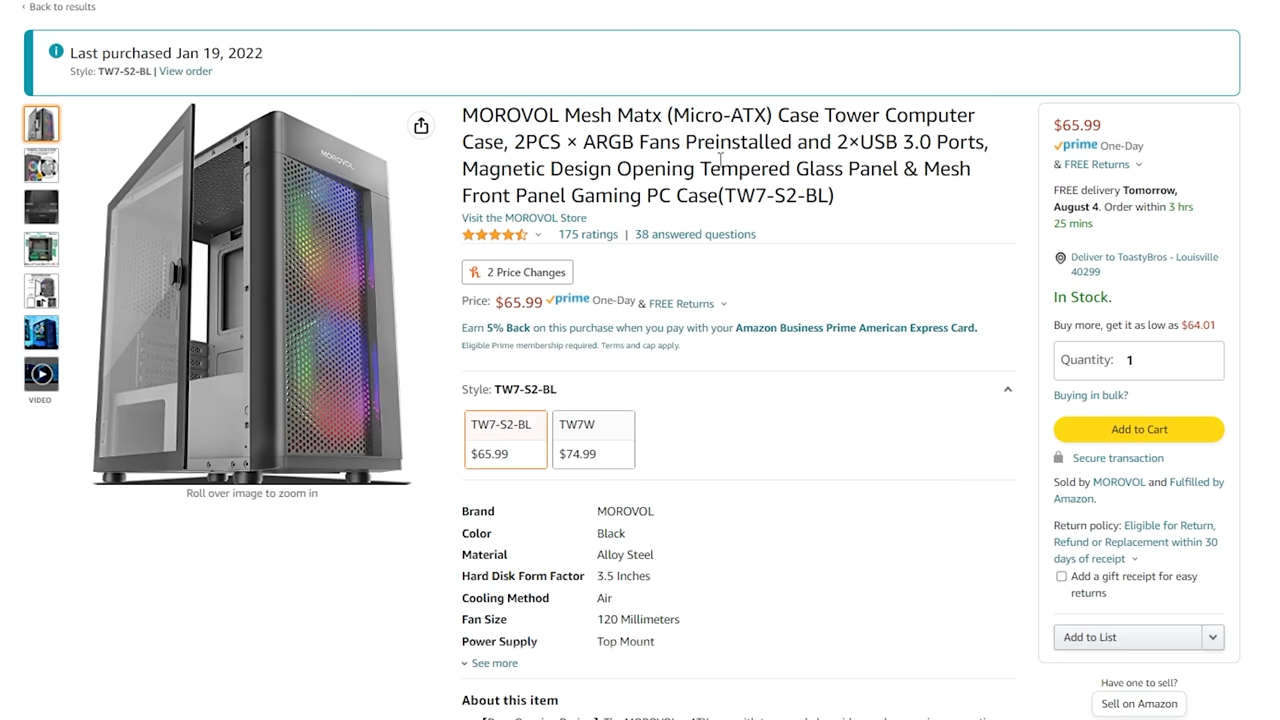 ‹ Back to results
Last purchased Jan 19, 2022
Style: TW7-S2-BL | View order
MOROVOL
VIDEO
Roll over image to zoom in
MOROVOL Mesh Matx (Micro-ATX) Case Tower Computer
Case, 2PCS × ARGB Fans Preinstalled and 2×USB 3.0 Ports,
Magnetic Design Opening Tempered Glass Panel & Mesh
Front Panel Gaming PC Case(TW7-S2-BL)
Visit the MOROVOL Store
175 ratings | 38 answered questions
2 Price Changes
Price: $65.99 prime One-Day & FREE Returns
Earn 5% Back on this purchase when you pay with your Amazon Business Prime American Express Card.
Eligible Prime membership required. Terms and cap apply.
Style: TW7-S2-BL
TW7-S2-BL
$65.99
TW7W
$74.99
Brand MOROVOL
Color Black
Material Alloy Steel
Hard Disk Form Factor 3.5 Inches
Cooling Method Air
Fan Size 120 Millimeters
Power Supply Top Mount
See more
About this item
$65.99
prime One-Day
& FREE Returns
FREE delivery Tomorrow,
August 4. Order within 3 hrs
25 mins
Deliver to ToastyBros - Louisville
40299
In Stock.
Buy more, get it as low as $64.01
Quantity: 1
Buying in bulk?
Add to Cart
Secure transaction
Sold by MOROVOL and Fulfilled by
Amazon.
Return policy: Eligible for Return,
Refund or Replacement within 30
days of receipt
Add a gift receipt for easy
returns
Add to List
Have one to sell?
Sell on Amazon